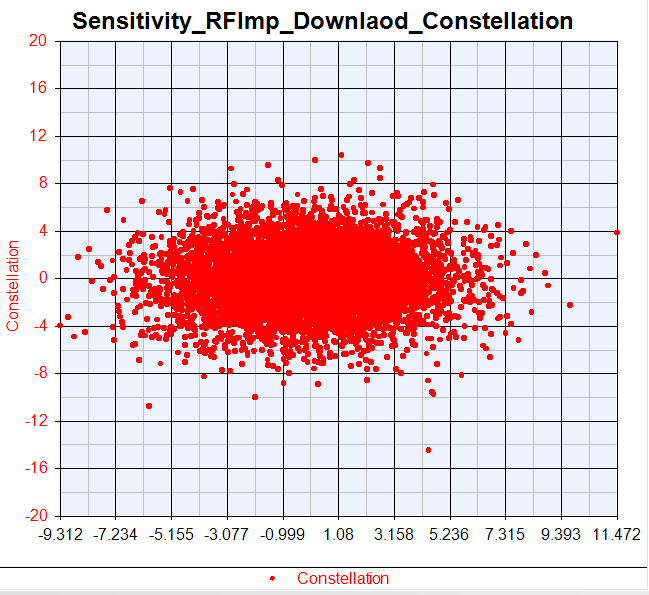 Sensitivity_RFImp_Downlaod_Constellation
20
16
12
8
4
0
-4
-8
-12
-16
-20
Constellation
-9.312 -7.234 -5.155 -3.077 -0.999 1.08 3.158 5.236 7.315 9.393 11.472
Constellation